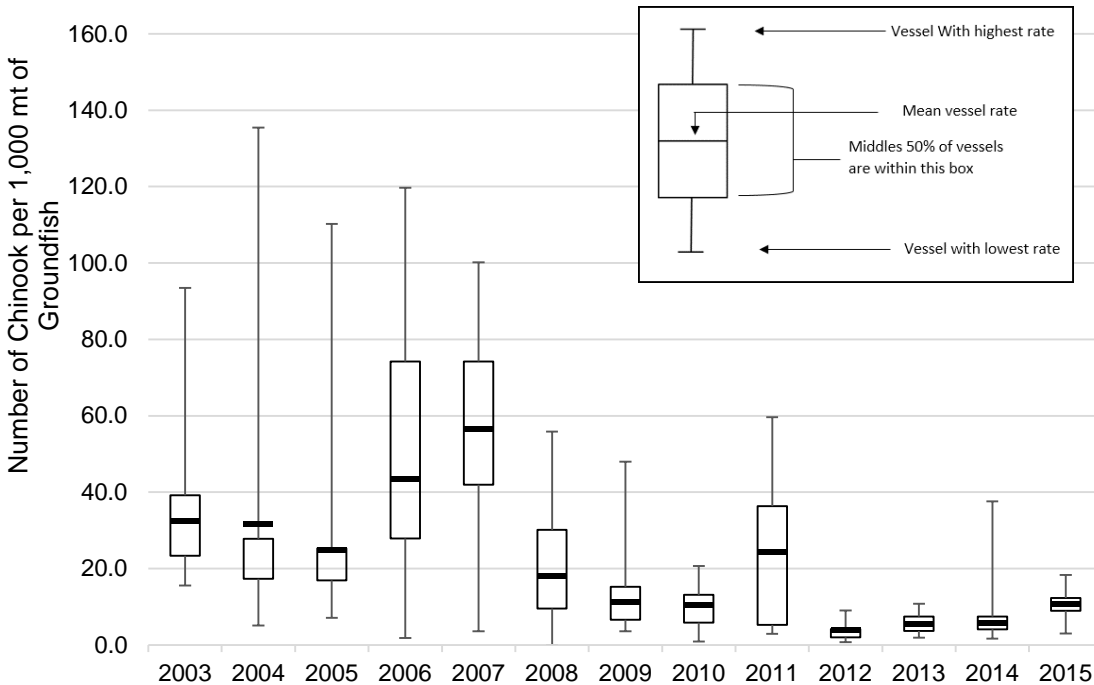 Number of Chinook per 1,000 mt of
Groundfish
160.0
140.0
120.0
100.0
80.0
60.0
40.0
20.0
0.0
Vessel With highest rate
Mean vessel rate
Middles 50% of vessels
are within this box
Vessel with lowest rate
2003 2004 2005 2006 2007 2008 2009 2010 2011 2012 2013 2014 2015